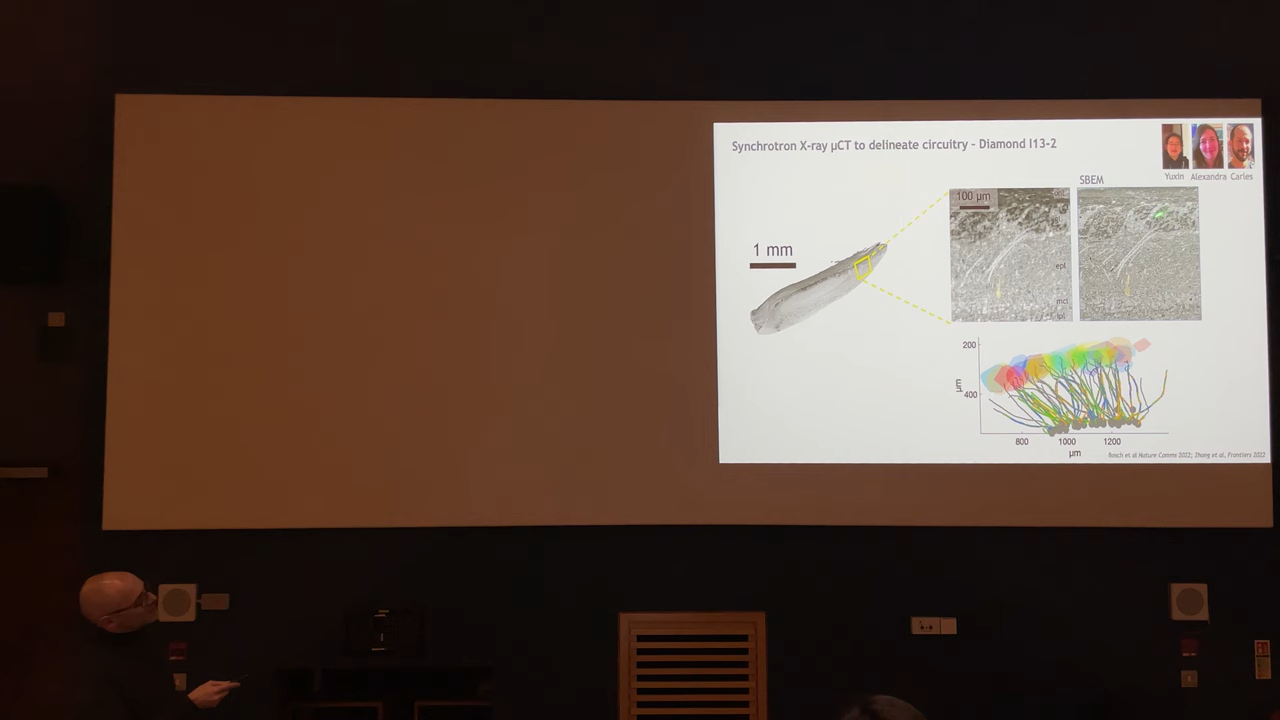 Synchrotron X-ray µCT to delineate circuitry - Diamond I13-2
Yuxin Alexandra Carles
SBEM
100 µm
1 mm
epl
mcl
ipl
200
400
µm
800 1000 1200
µm
Bosch et al Nature Comms 2022; Zhang et al, Frontiers 2022